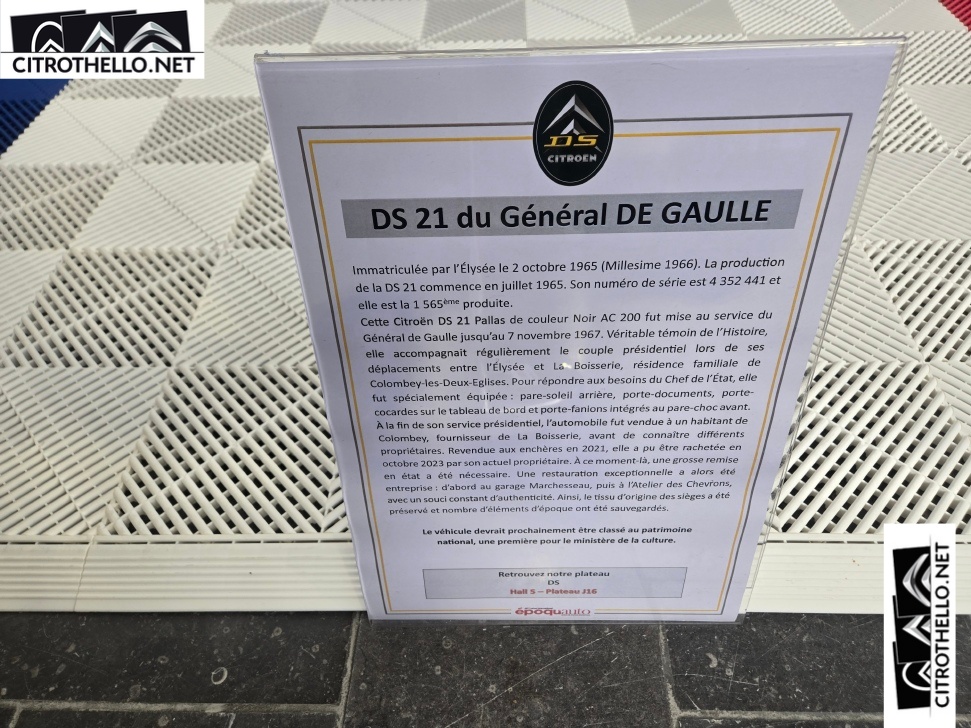 CITROTHELLO.NET
DS
CITROËN
DS 21 du Général DE GAULLE
Immatriculée par l'Élysée le 2 octobre 1965 (Millesime 1966). La production
de la DS 21 commence en juillet 1965. Son numéro de série est 4 352 441 et
elle est la 1 565ème produite.
Cette Citroën DS 21 Pallas de couleur Noir AC 200 fut mise au service du
Général de Gaulle jusqu'au 7 novembre 1967. Véritable témoin de l'Histoire,
elle accompagnait régulièrement le couple présidentiel lors de ses
déplacements entre l'Élysée et La Boisserie, résidence familiale de
Colombey-les-Deux-Eglises. Pour répondre aux besoins du Chef de l'État, elle
fut spécialement équipée : pare-soleil arrière, porte-documents, porte-
cocardes sur le tableau de bord et porte-fanions intégrés au pare-choc avant.
À la fin de son service présidentiel, l'automobile fut vendue à un habitant de
Colombey, fournisseur de La Boisserie, avant de connaître différents
propriétaires. Revendue aux enchères en 2021, elle a pu être rachetée en
octobre 2023 par son actuel propriétaire. À ce moment-là, une grosse remise
en état a été nécessaire. Une restauration exceptionnelle a alors été
entreprise : d'abord au garage Marchesseau, puis à l'Atelier des Chevrons,
avec un souci constant d'authenticité. Ainsi, le tissu d'origine des sièges a été
préservé et nombre d'éléments d'époque ont été sauvegardés.
Le véhicule devrait prochainement être classé au patrimoine
national, une première pour le ministère de la culture.
Retrouvez notre plateau
DS
Hall 5 – Plateau J16
époquauto
CITROTHELLO.NET